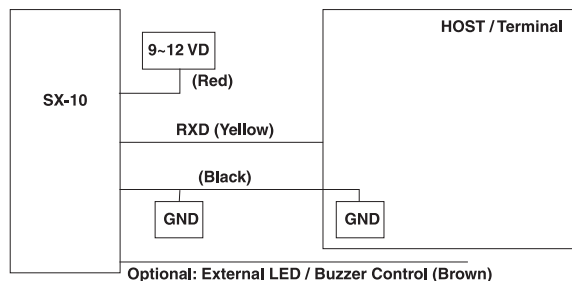 HOST / Terminal
9~12 VD
(Red)
SX-10
RXD (Yellow)
(Black)
GND
GND
Optional: External LED / Buzzer Control (Brown)